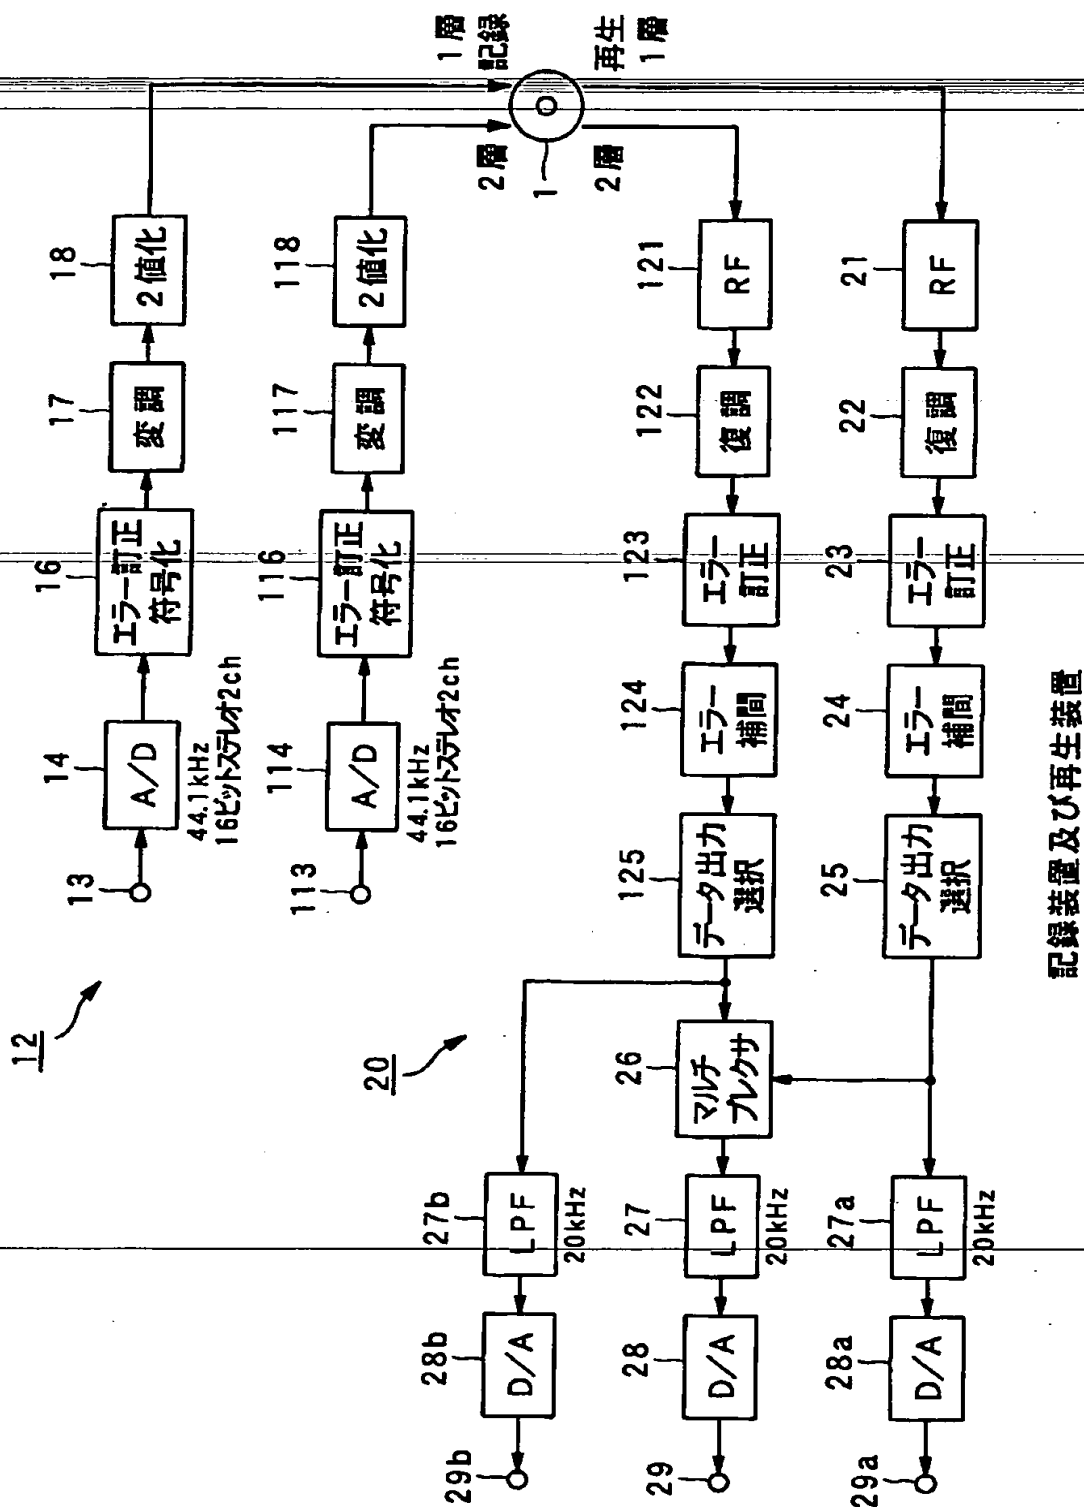 12
13
14
A/D
44.1kHz
16ビットステレオ2ch
16
エラー訂正
符号化
17
変調
18
2値化
1層
記録
113
114
A/D
44.1kHz
16ビットステレオ2ch
116
エラー訂正
符号化
117
変調
118
2値化
2層
1
再生
1層
2層
20
29b
28b
D/A
27b
LPF
20kHz
29
28
D/A
27
LPF
20kHz
26
マルチ
プレクサ
125
データ出力
選択
124
エラー
補間
123
エラー
訂正
122
復調
121
RF
29a
28a
D/A
27a
LPF
20kHz
25
データ出力
選択
24
エラー
補間
23
エラー
訂正
22
復調
21
RF
記録装置及び再生装置